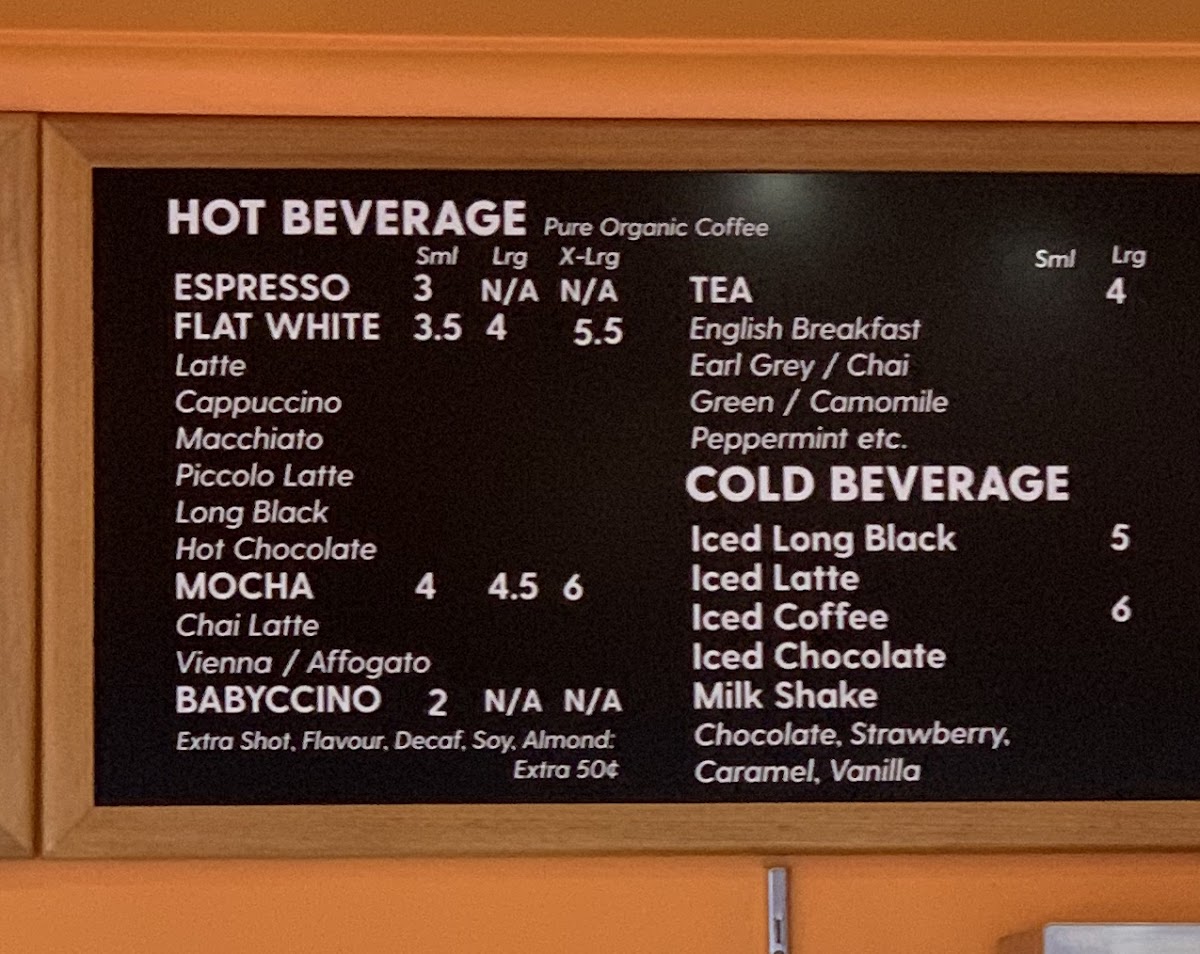 HOT BEVERAGE Pure Organic Coffee
Sml Lrg X-Lrg
ESPRESSO 3 N/A N/A
FLAT WHITE 3.5 4 5.5
Latte
Cappuccino
Macchiato
Piccolo Latte
Long Black
Hot Chocolate
MOCHA 4 4.5 6
Chai Latte
Vienna / Affogato
BABYCCINO 2 N/A N/A
Extra Shot, Flavour, Decaf, Soy, Almond:
Extra 50¢
Sml Lrg
TEA 4
English Breakfast
Earl Grey / Chai
Green / Camomile
Peppermint etc.
COLD BEVERAGE
Iced Long Black 5
Iced Latte
Iced Coffee 6
Iced Chocolate
Milk Shake
Chocolate, Strawberry,
Caramel, Vanilla